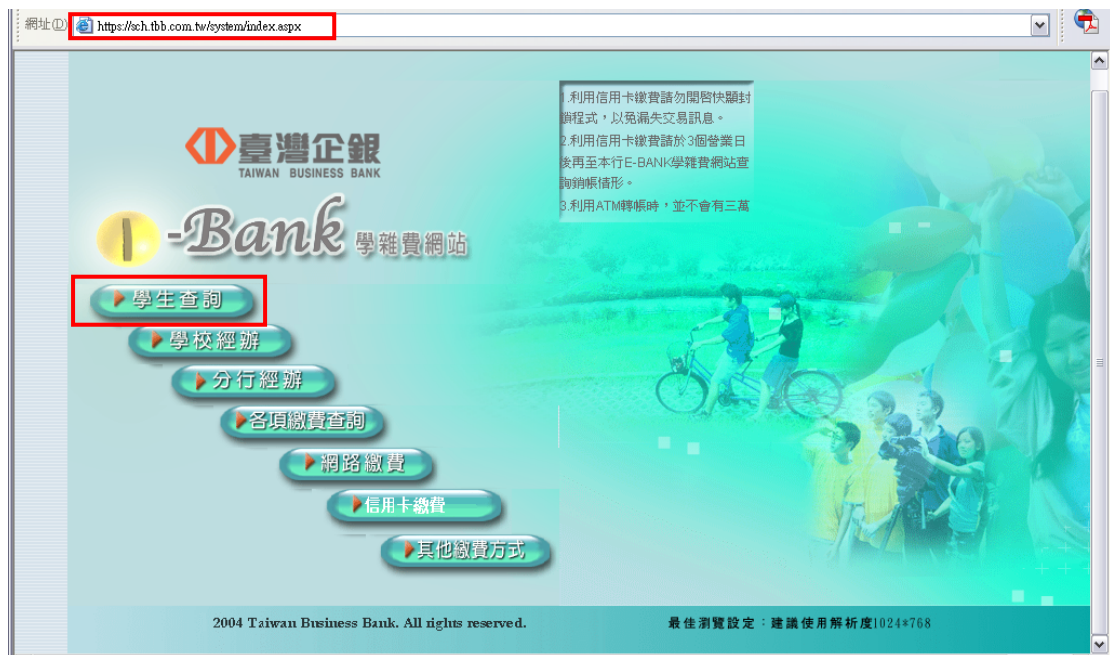 網址(D)
https://sch.tbb.com.tw/system/index.aspx
1.利用信用卡繳費請勿開啓快顯封
鎖程式,以免漏失交易訊息。
2.利用信用卡繳費請於3個營業日
後再至本行E-BANK學雜費網站查
詢銷帳情形。
3.利用ATM轉帳時,並不會有三萬
臺灣企銀
TAIWAN BUSINESS BANK
-Bank 學雜費網站
學生查詢
學校經辦
分行經辦
各項繳費查詢
網路繳費
信用卡繳費
其他繳費方式
2004 Taiwan Business Bank. All rights reserved.
最佳瀏覽設定:建議使用解析度1024*768